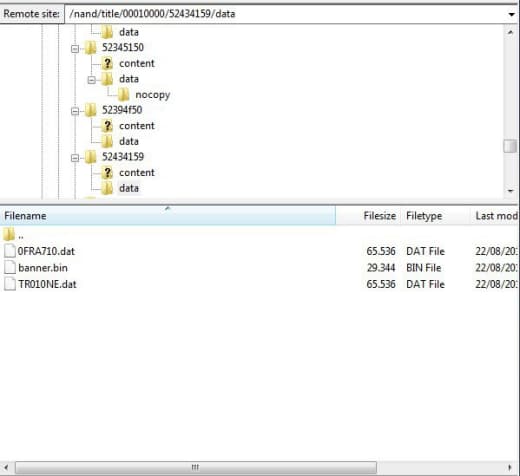 Remote site: /nand/title/00010000/52434159/data
data
52345150
content
data
nocopy
52394f50
content
data
52434159
content
data
Filename Filesize Filetype Last mod
..
0FRA710.dat 65.536 DAT File 22/08/20
banner.bin 29.344 BIN File 22/08/20
TR010NE.dat 65.536 DAT File 22/08/20